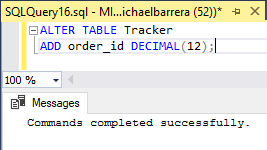 SQLQuery16.sql - MI...ichaelbarrera (52))*
ALTER TABLE Tracker
ADD order_id DECIMAL(12);
100 %
Messages
Commands completed successfully.